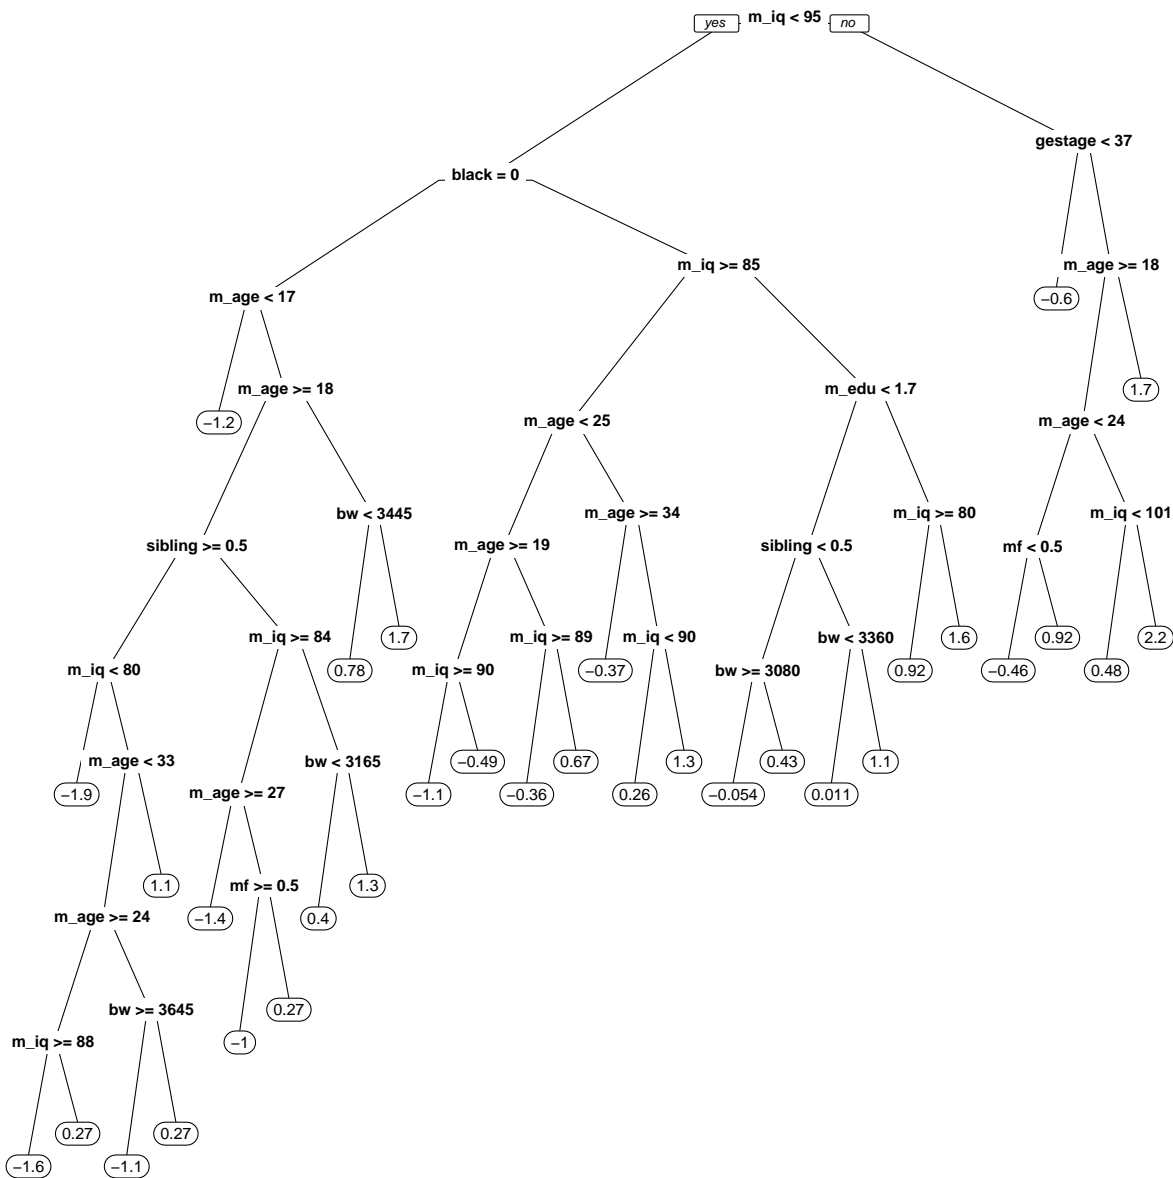 yes m_iq < 95 no
gestage < 37
black = 0
m_iq >= 85 m_age >= 18
m_age < 17 −0.6
m_age >= 18 m_edu < 1.7 1.7
−1.2 m_age < 25 m_age < 24
bw < 3445 m_age >= 34 m_iq >= 80 m_iq < 101
sibling >= 0.5 m_age >= 19 sibling < 0.5 mf < 0.5
m_iq >= 84 1.7 m_iq >= 89 m_iq < 90 bw < 3360 1.6 0.92 2.2
m_iq < 80 0.78 m_iq >= 90 −0.37 bw >= 3080 0.92 −0.46 0.48
m_age < 33 bw < 3165 −0.49 0.67 1.3 0.43 1.1
−1.9 m_age >= 27 −1.1 −0.36 0.26 −0.054 0.011
1.1 mf >= 0.5 1.3
m_age >= 24 −1.4 0.4
bw >= 3645 0.27
m_iq >= 88 −1
0.27 0.27
−1.6 −1.1